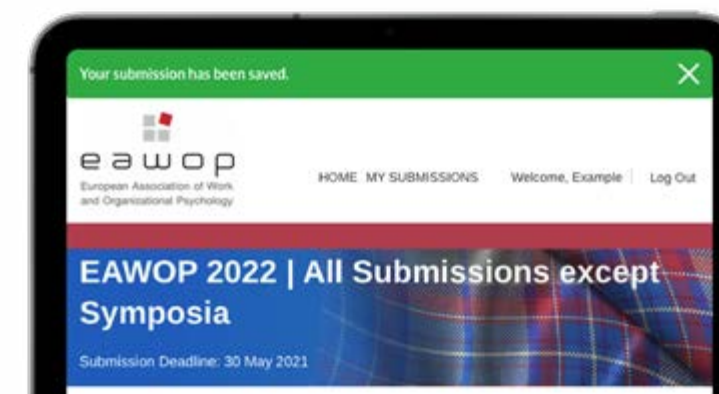 Your submission has been saved.
eawop
European Association of Work
and Organizational Psychology
HOME MY SUBMISSIONS Welcome, Example Log Out
EAWOP 2022 | All Submissions except
Symposia
Submission Deadline: 30 May 2021